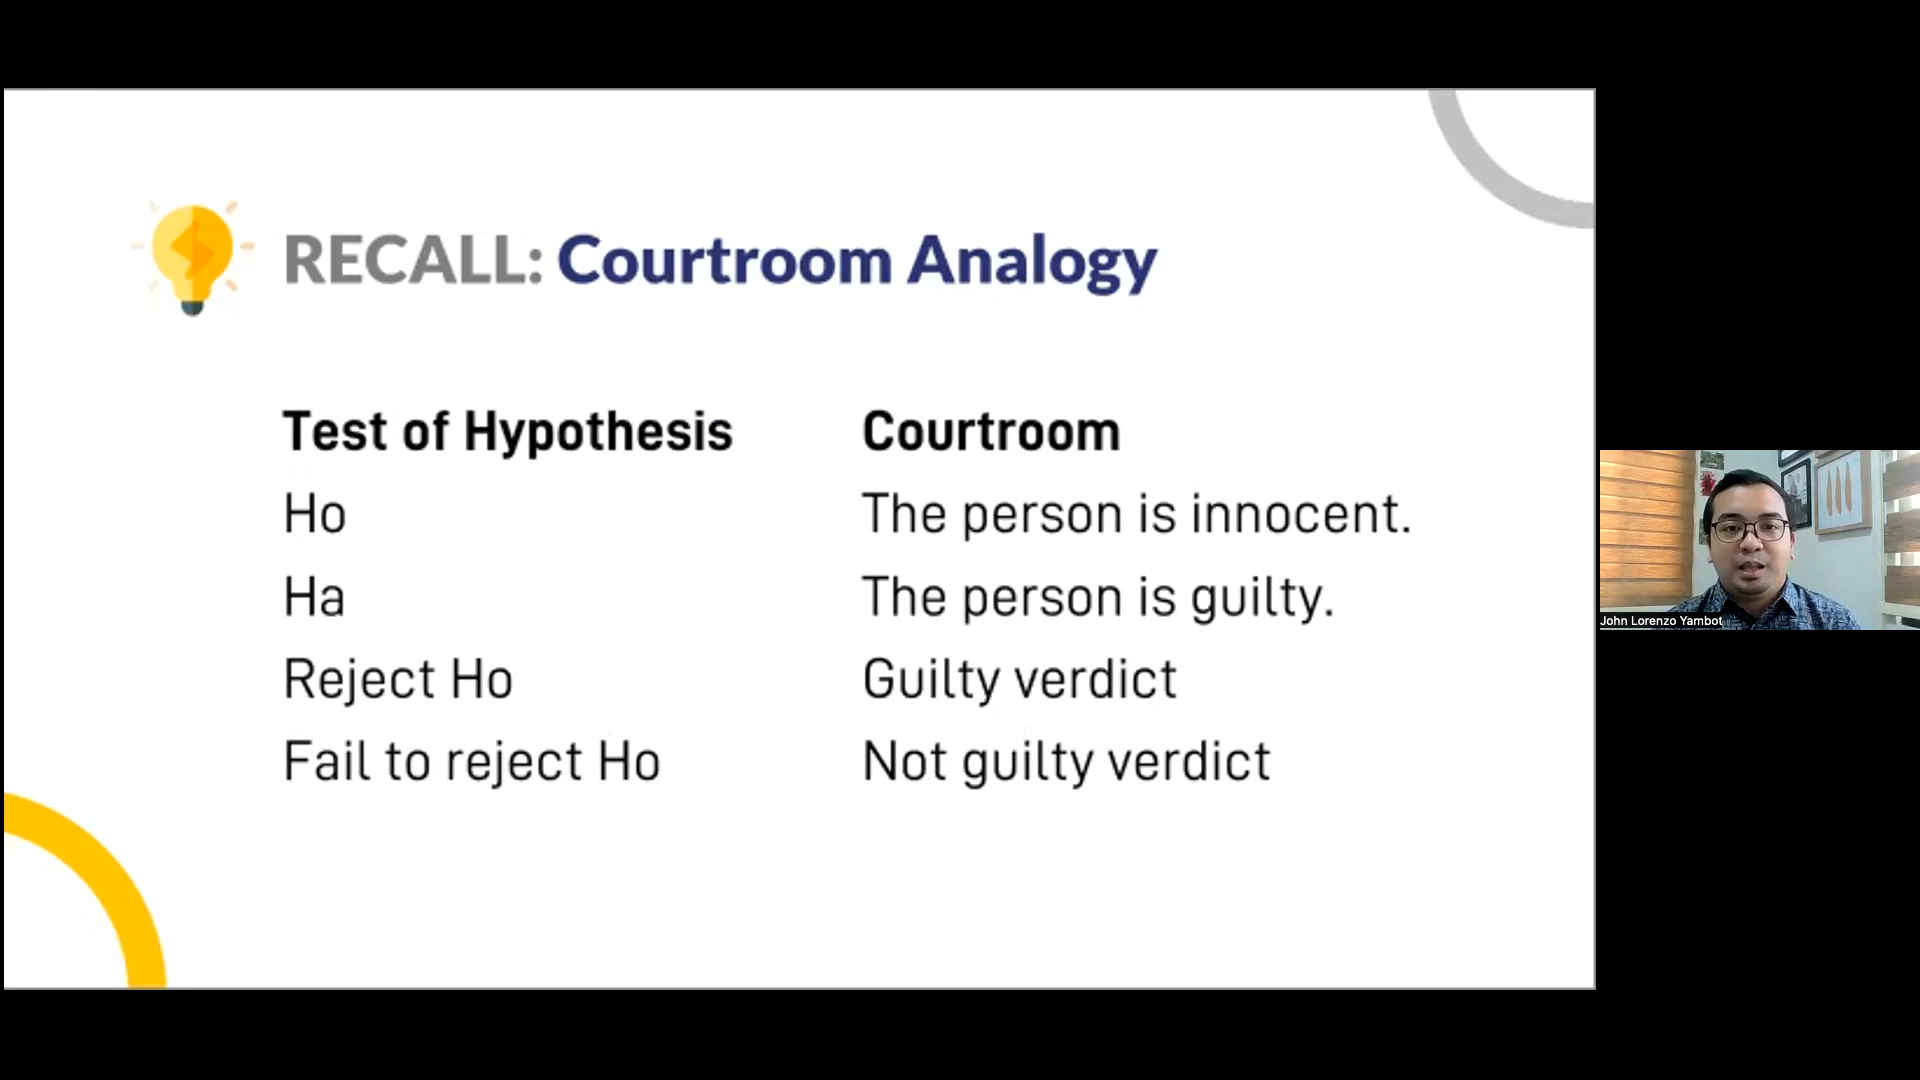 RECALL: Courtroom Analogy
Test of Hypothesis Courtroom
Ho The person is innocent.
Ha The person is guilty.
Reject Ho Guilty verdict
Fail to reject Ho Not guilty verdict
John Lorenzo Yambot